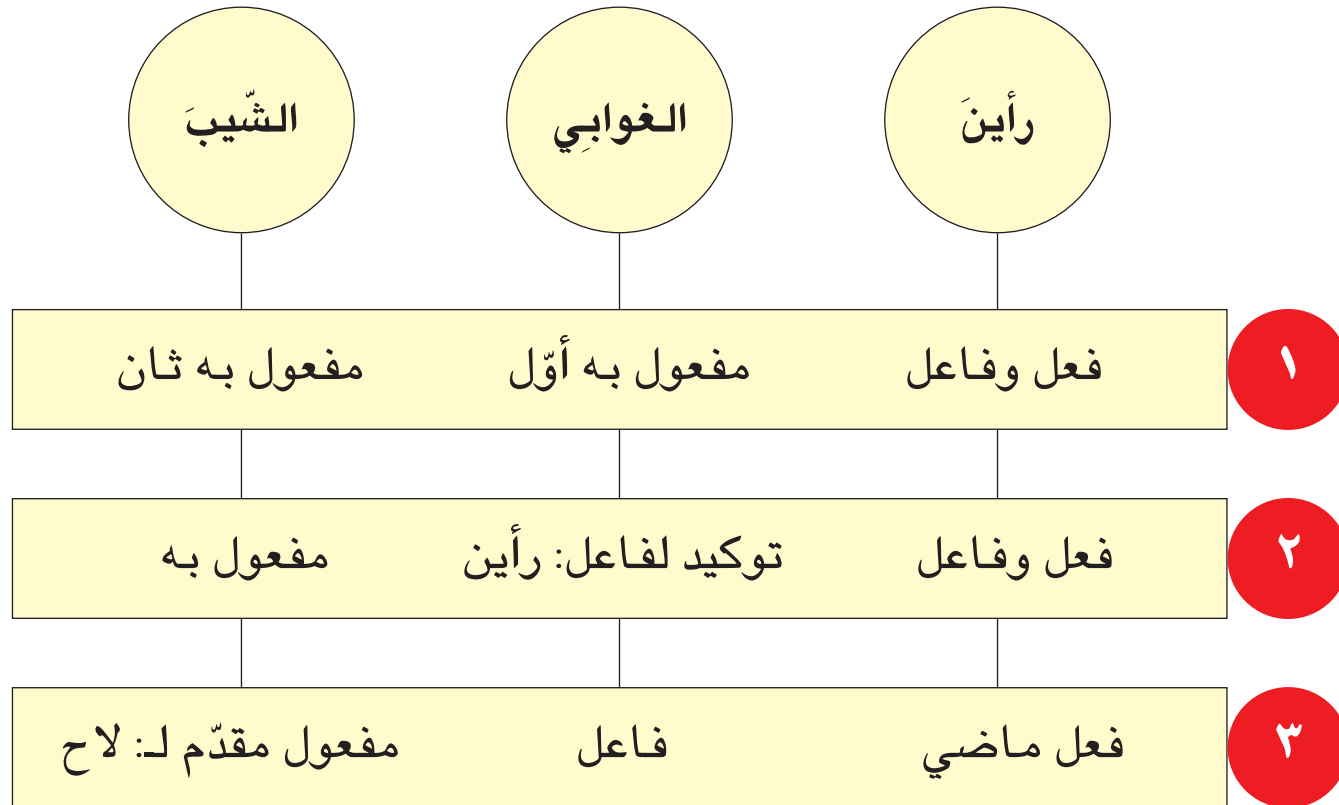 رأينَ الغوابِي الشّيبَ
١ فعل وفاعل مفعول به أوّل مفعول به ثان
٢ فعل وفاعل توكيد لفاعل: رأين مفعول به
٣ فعل ماضي فاعل مفعول مقدّم لـ: لاح